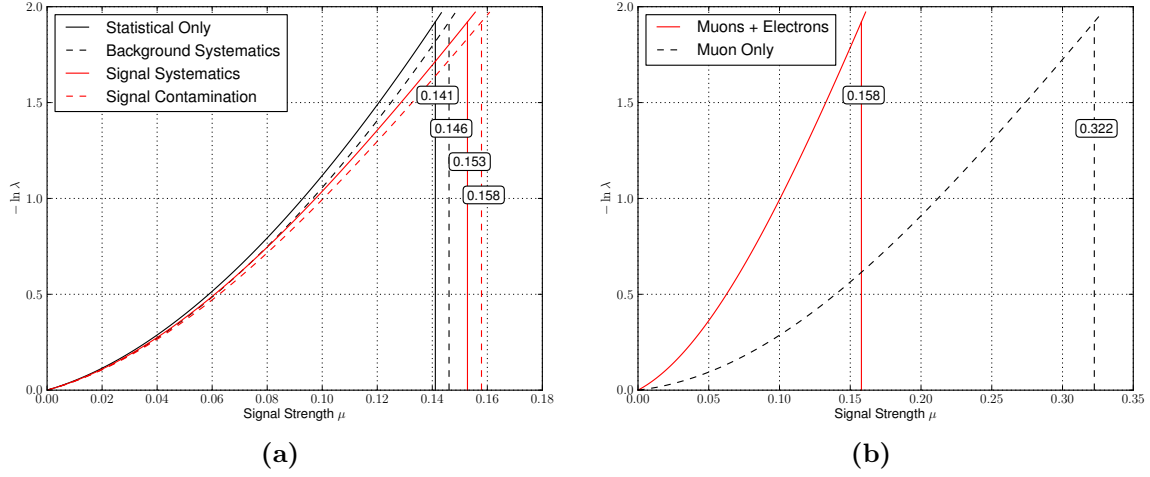 Statistical Only
Background Systematics
Signal Systematics
Signal Contamination
0.141
0.146
0.153
0.158
2.0
1.5
1.0
0.5
0.0
− ln λ
0.00 0.02 0.04 0.06 0.08 0.10 0.12 0.14 0.16 0.18
Signal Strength μ
(a)
Muons + Electrons
Muon Only
0.158
0.322
2.0
1.5
1.0
0.5
0.0
− ln λ
0.00 0.05 0.10 0.15 0.20 0.25 0.30 0.35
Signal Strength μ
(b)